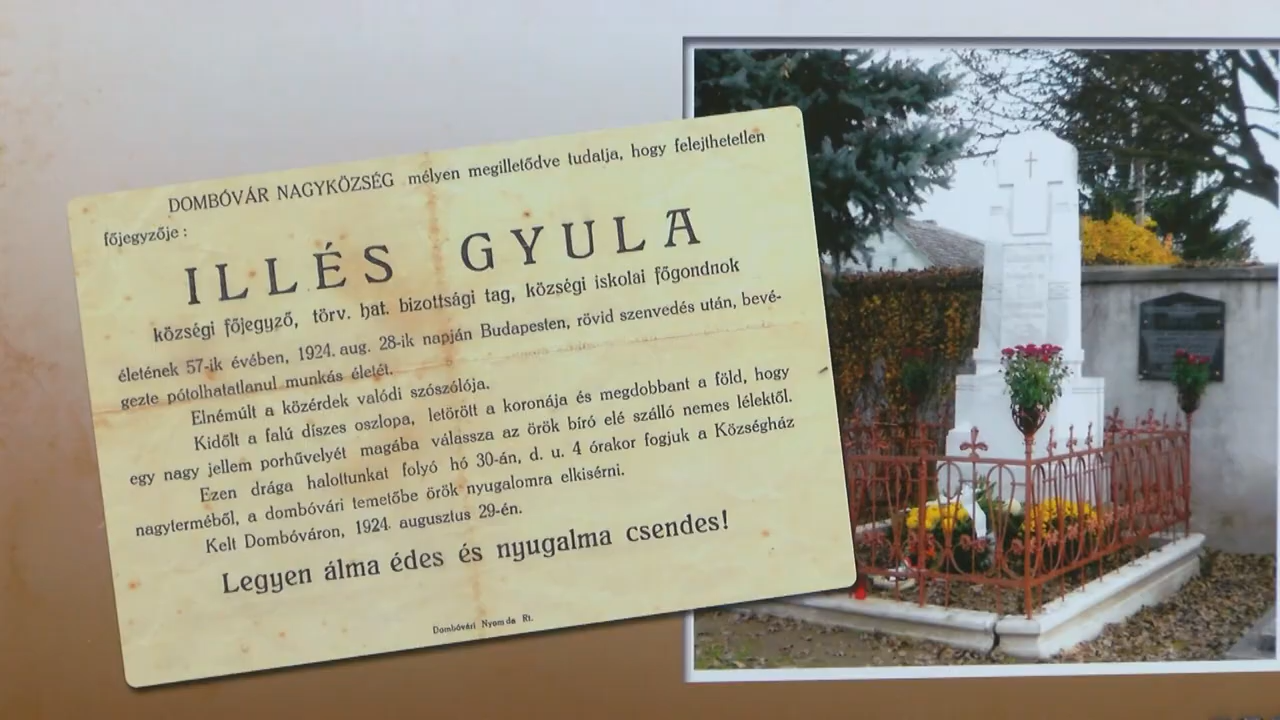 DOMBÓVÁR NAGYKÖZSÉG mélyen megilletődve tudalja, hogy felejthetetlen
főjegyzője :
ILLÉS GYULA
községi főjegyző, törv. hat. bizottsági tag, községi iskolai főgondnok
életének 57-ik évében, 1924. aug. 28-ik napján Budapesten, rövid szenvedés után, bevé-
gezte pótolhatatlanul munkás életét.
Elnémúlt a közérdek valódi szószólója.
Kidőlt a falú díszes oszlopa, letörött a koronája és megdobbant a föld, hogy
egy nagy jellem porhűvelyét magába válassza az örök bíró elé szálló nemes lélektől.
Ezen drága halottunkat folyó hó 30-án, d. u. 4 órakor fogjuk a Községház
nagyterméből, a dombóvári temetőbe örök nyugalomra elkisérni.
Kelt Dombóváron, 1924. augusztus 29-én.
Legyen álma édes és nyugalma csendes!
Dombóvári Nyomda Rt.